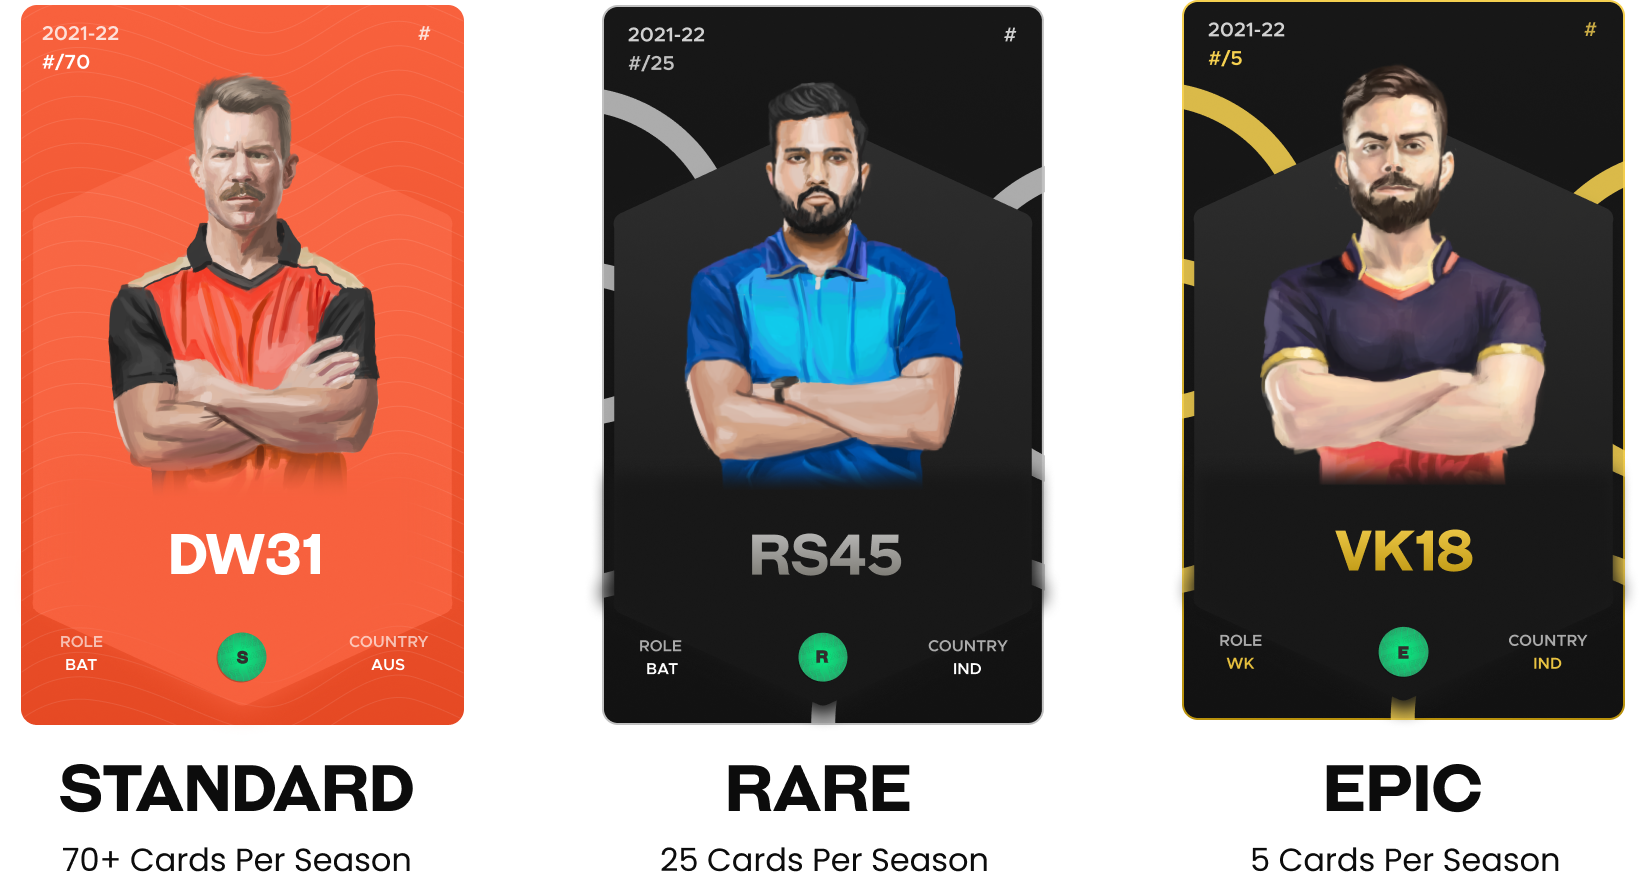 2021-22 #
#/70
DW31
ROLE
BAT
S
COUNTRY
AUS
STANDARD
70+ Cards Per Season
2021-22 #
#/25
RS45
ROLE
BAT
R
COUNTRY
IND
RARE
25 Cards Per Season
2021-22 #
#/5
VK18
ROLE
WK
E
COUNTRY
IND
EPIC
5 Cards Per Season